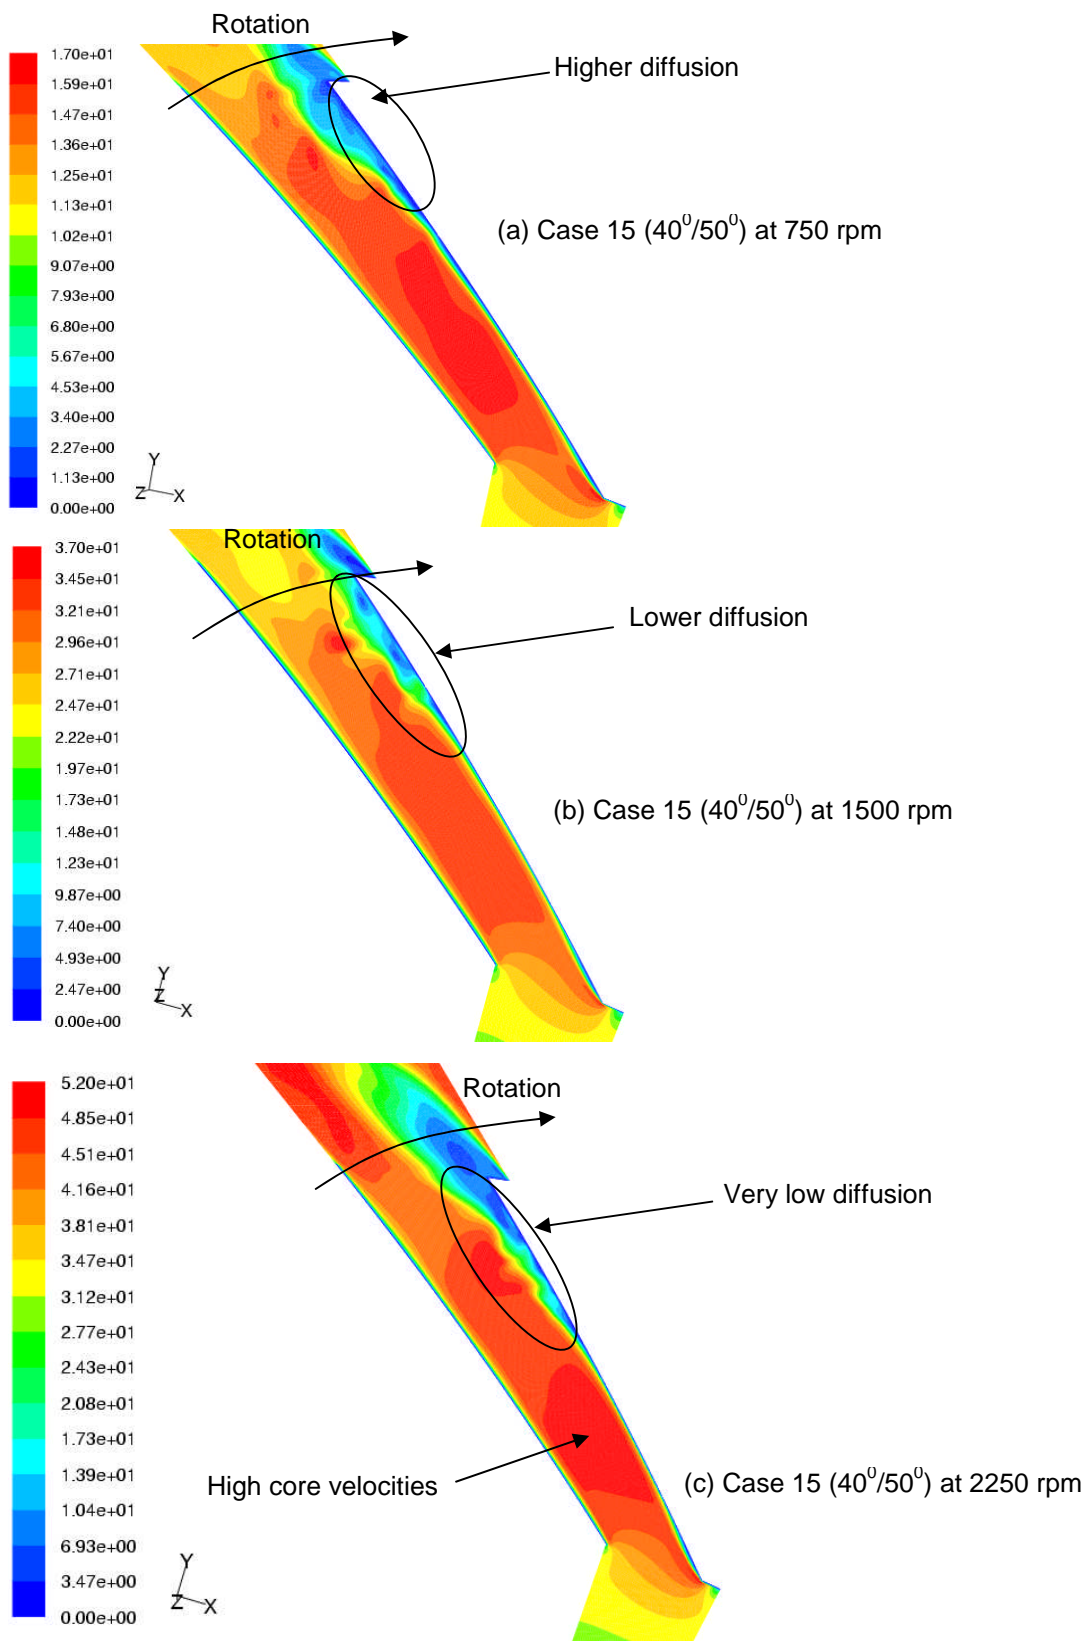 Rotation
Higher diffusion
1.70e+01
1.59e+01
1.47e+01
1.36e+01
1.25e+01
1.13e+01
1.02e+01
9.07e+00
7.93e+00
6.80e+00
5.67e+00
4.53e+00
3.40e+00
2.27e+00
1.13e+00
0.00e+00
(a) Case 15 (40⁰/50⁰) at 750 rpm
Y
Z
X
Rotation
Lower diffusion
3.70e+01
3.45e+01
3.21e+01
2.96e+01
2.71e+01
2.47e+01
2.22e+01
1.97e+01
1.73e+01
1.48e+01
1.23e+01
9.87e+00
7.40e+00
4.93e+00
2.47e+00
0.00e+00
(b) Case 15 (40⁰/50⁰) at 1500 rpm
Y
Z
X
Rotation
Very low diffusion
5.20e+01
4.85e+01
4.51e+01
4.16e+01
3.81e+01
3.47e+01
3.12e+01
2.77e+01
2.43e+01
2.08e+01
1.73e+01
1.39e+01
1.04e+01
6.93e+00
3.47e+00
0.00e+00
High core velocities
(c) Case 15 (40⁰/50⁰) at 2250 rpm
Y
Z
X